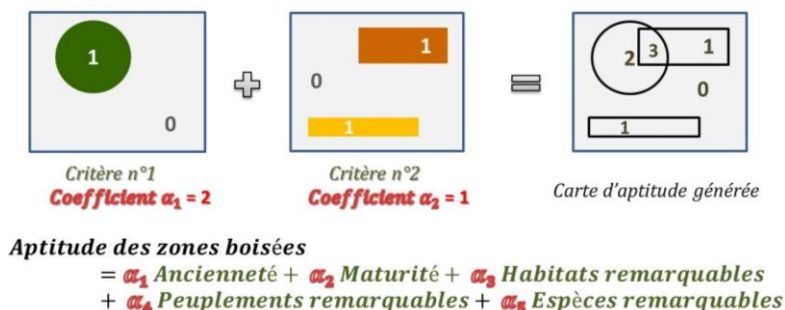 1
0
1
0
1
2
3
1
0
1
Critère n°1
Coefficient α₁ = 2
Critère n°2
Coefficient α₂ = 1
Carte d'aptitude générée
Aptitude des zones boisées
= α₁ Ancienneté + α₂ Maturité + α₃ Habitats remarquables
+ α₄ Peuplements remarquables + α₅ Espèces remarquables